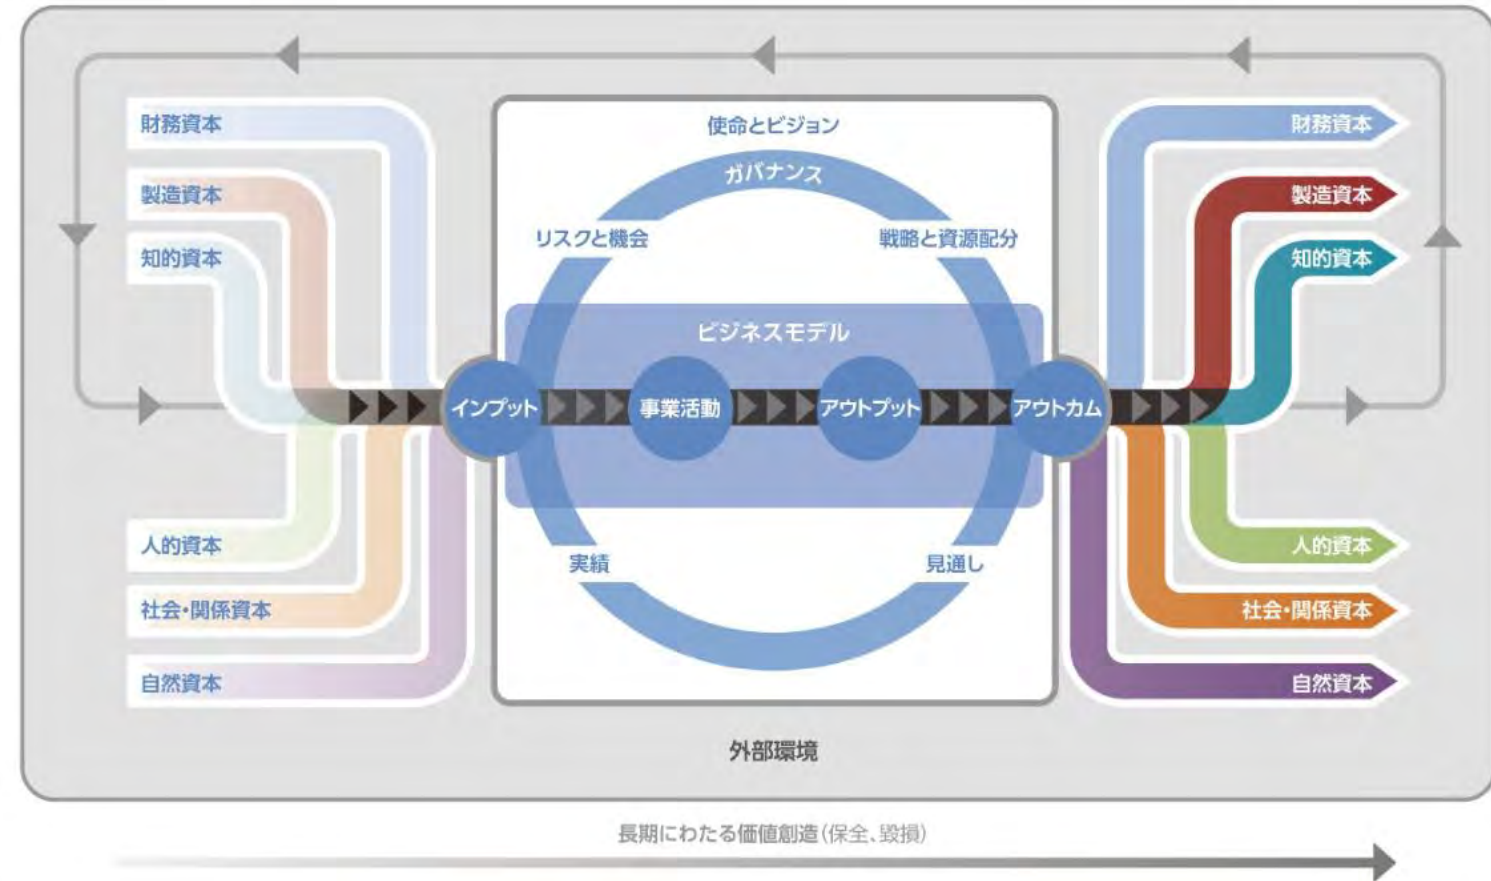 財務資本
製造資本
知的資本
人的資本
社会・関係資本
自然資本
使命とビジョン
ガバナンス
リスクと機会
戦略と資源配分
ビジネスモデル
インプット
事業活動
アウトプット
アウトカム
実績
見通し
財務資本
製造資本
知的資本
人的資本
社会・関係資本
自然資本
外部環境
長期にわたる価値創造(保全、毀損)